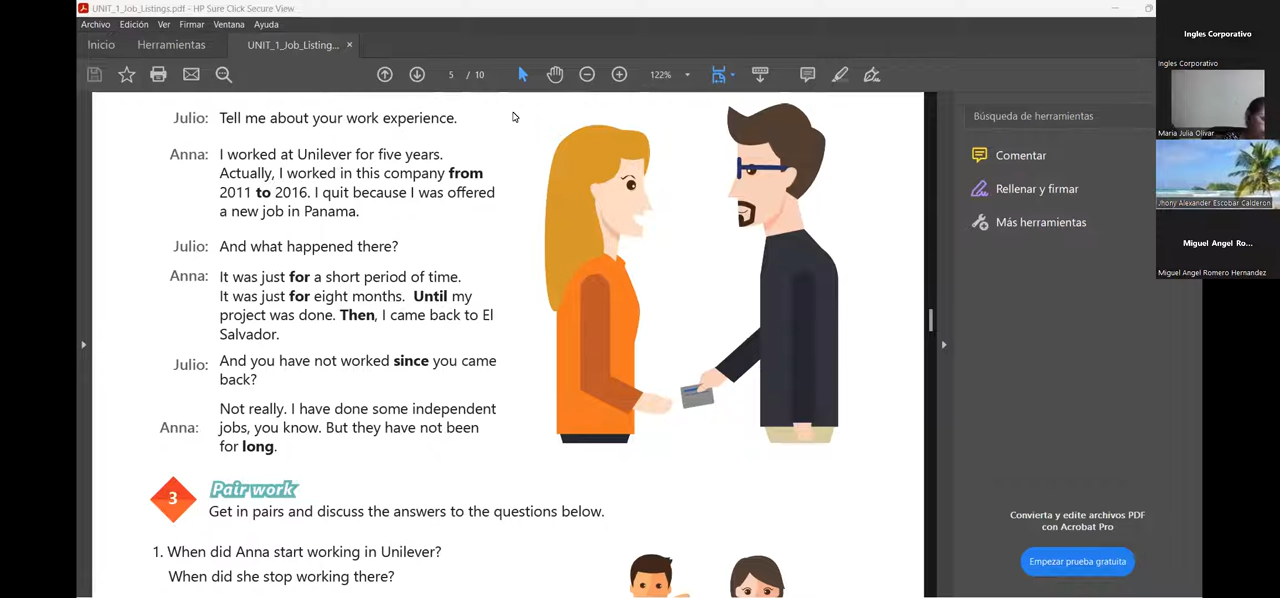 UNIT_1_Job_Listings.pdf - HP Sure Click Secure View
Archivo Edición Ver Firmar Ventana Ayuda
Inicio Herramientas UNIT_1_Job_Listing... ×
5 / 10 122%
Julio: Tell me about your work experience.
Anna: I worked at Unilever for five years.
Actually, I worked in this company from
2011 to 2016. I quit because I was offered
a new job in Panama.
Julio: And what happened there?
Anna: It was just for a short period of time.
It was just for eight months. Until my
project was done. Then, I came back to El
Salvador.
Julio: And you have not worked since you came
back?
Not really. I have done some independent
Anna: jobs, you know. But they have not been
for long.
3 Pair work
Get in pairs and discuss the answers to the questions below.
1. When did Anna start working in Unilever?
When did she stop working there?
Búsqueda de herramientas
Comentar
Rellenar y firmar
Más herramientas
Convierta y edite archivos PDF
con Acrobat Pro
Empezar prueba gratuita
Ingles Corporativo
Ingles Corporativo
Maria Julia Olivar
Jhony Alexander Escobar Calderon
Miguel Angel Ro...
Miguel Angel Romero Hernandez